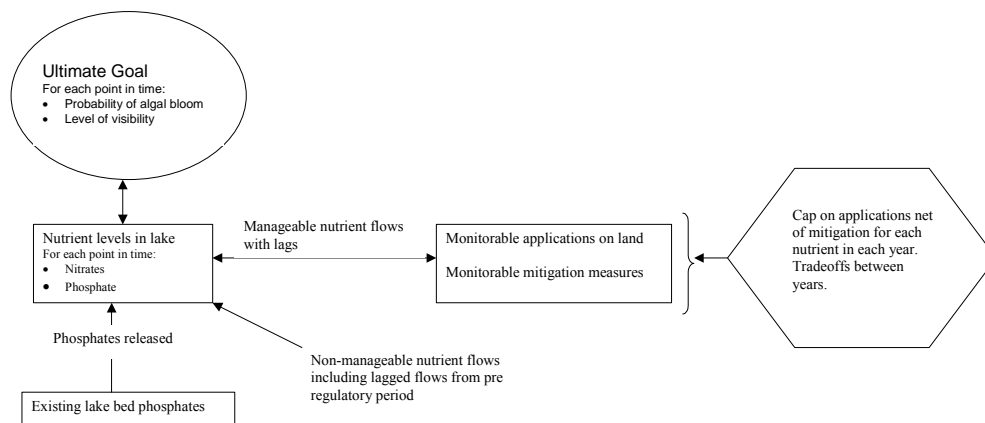 Ultimate Goal
For each point in time:
• Probability of algal bloom
• Level of visibility
Nutrient levels in lake
For each point in time:
• Nitrates
• Phosphate
Manageable nutrient flows
with lags
Monitorable applications on land
Monitorable mitigation measures
Cap on applications net
of mitigation for each
nutrient in each year.
Tradeoffs between
years.
Phosphates released
Non-manageable nutrient flows
including lagged flows from pre
regulatory period
Existing lake bed phosphates